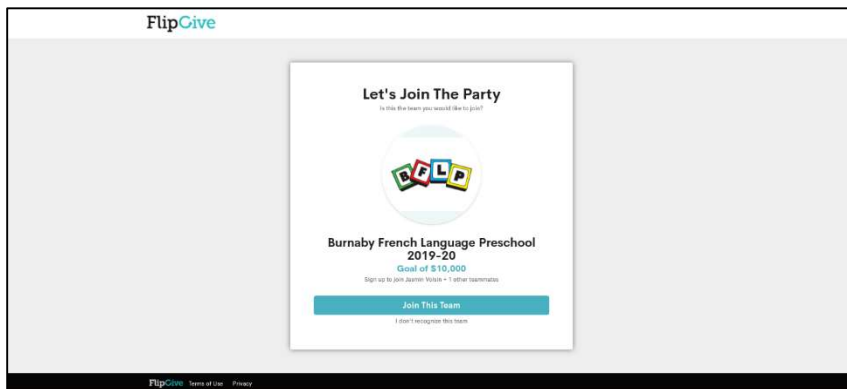 FlipGive
Let's Join The Party
Is this the team you would like to join?
B F L P
Burnaby French Language Preschool
2019-20
Goal of $10,000
Sign up to join Jasmin Voisin + 1 other teammates
Join This Team
I don't recognize this team
FlipGive Terms of Use Privacy